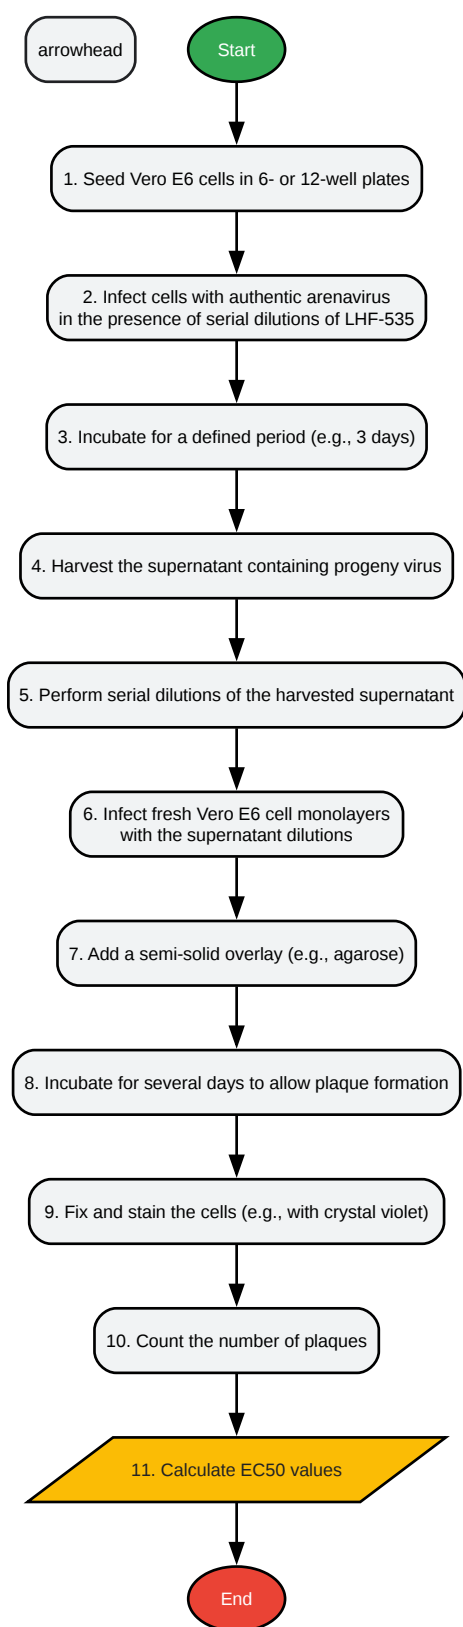 arrowhead
Start
1. Seed Vero E6 cells in 6- or 12-well plates
2. Infect cells with authentic arenavirus
in the presence of serial dilutions of LHF-535
3. Incubate for a defined period (e.g., 3 days)
4. Harvest the supernatant containing progeny virus
5. Perform serial dilutions of the harvested supernatant
6. Infect fresh Vero E6 cell monolayers
with the supernatant dilutions
7. Add a semi-solid overlay (e.g., agarose)
8. Incubate for several days to allow plaque formation
9. Fix and stain the cells (e.g., with crystal violet)
10. Count the number of plaques
11. Calculate EC50 values
End